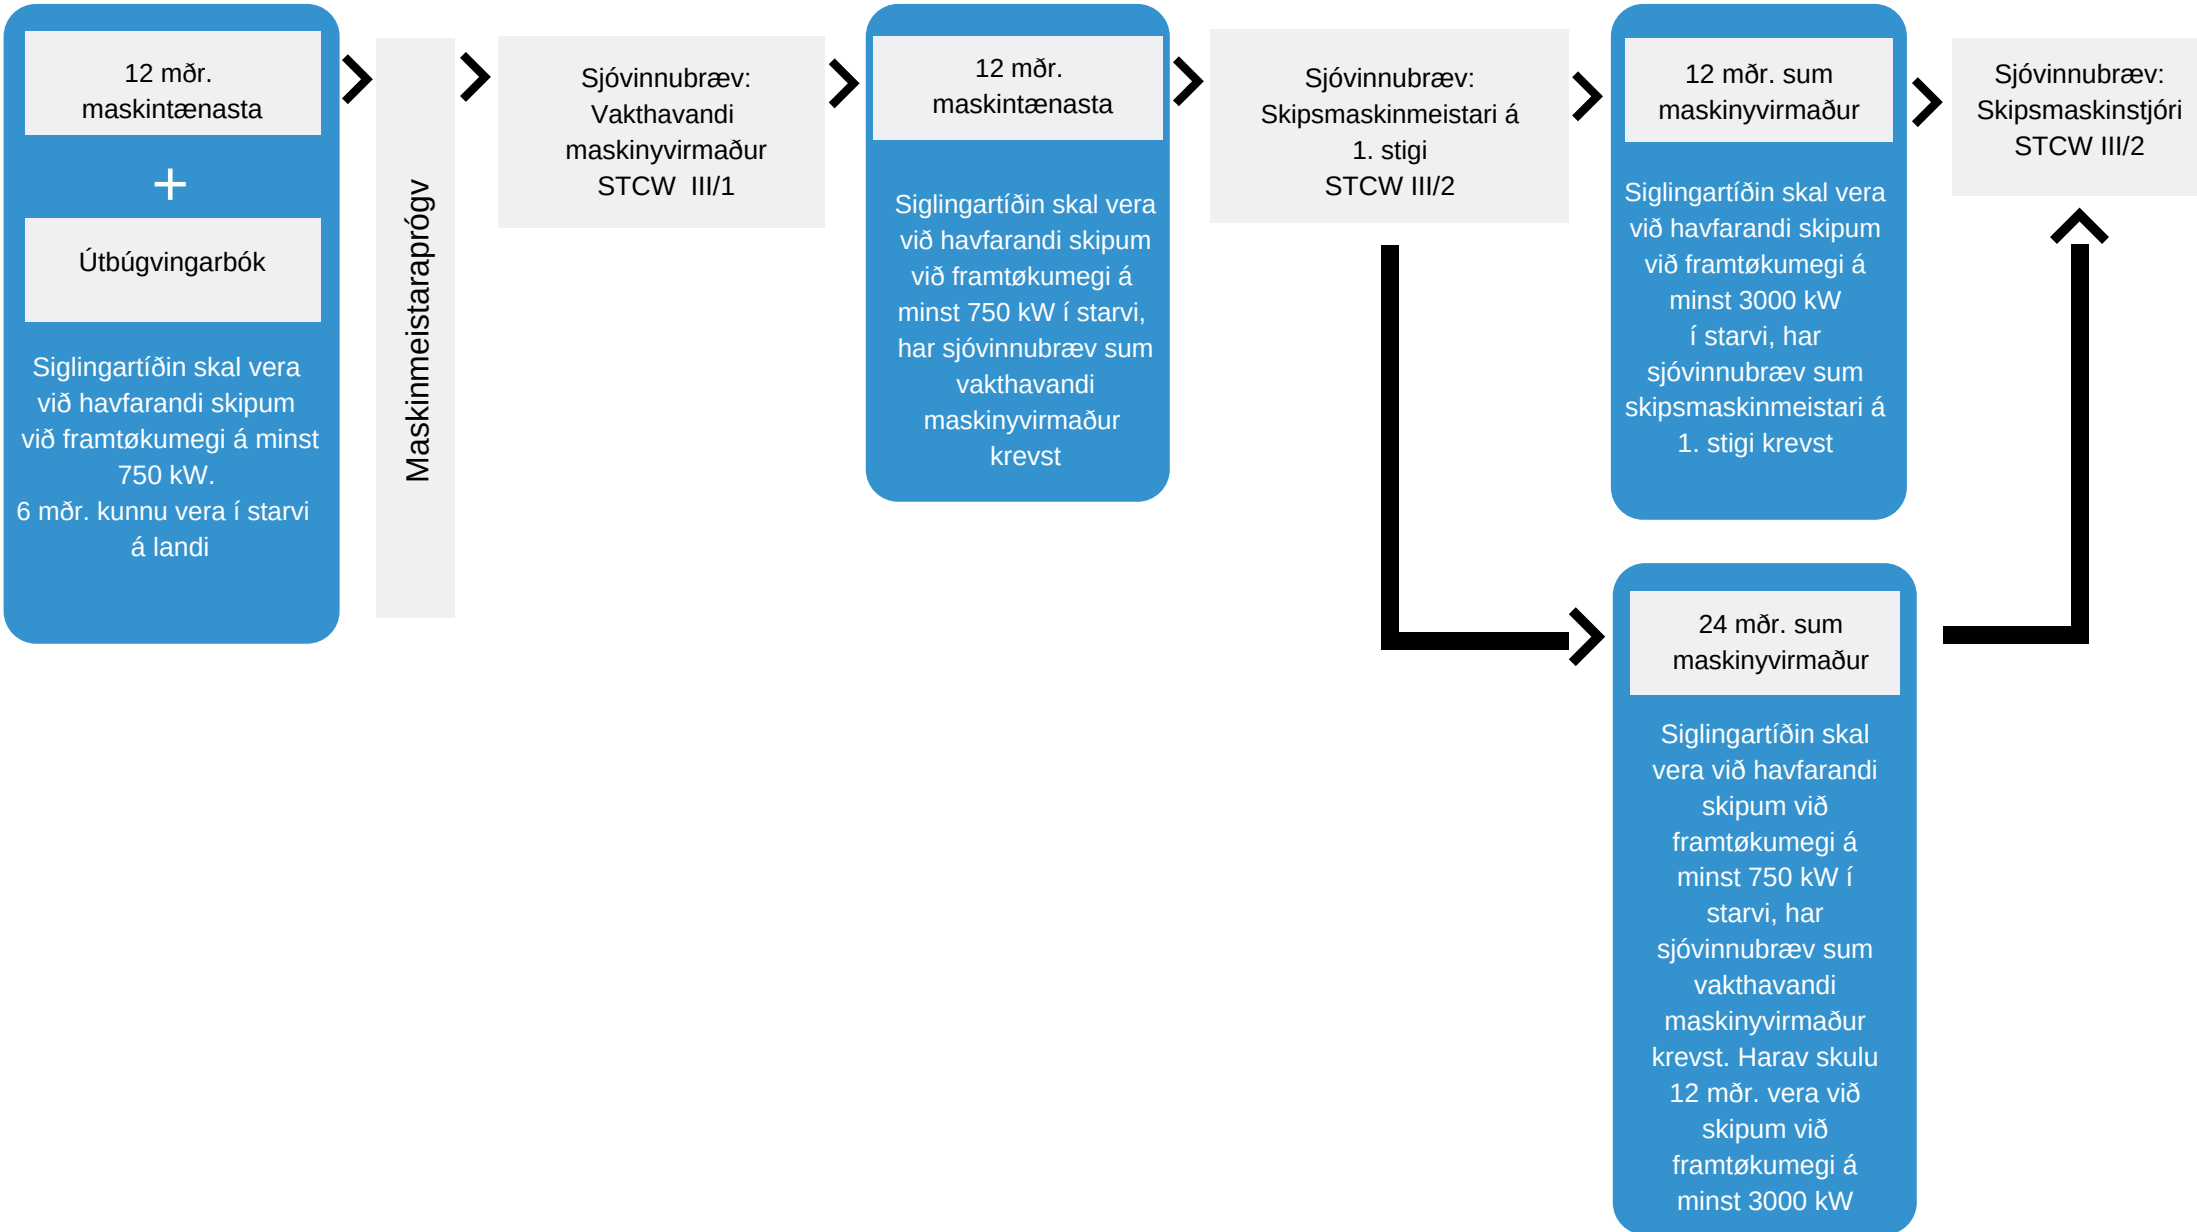 12 mðr.
maskintænasta
+
Útbúgvingarbók
Siglingartíðin skal vera
við havfarandi skipum
við framtøkumegi á minst
750 kW.
6 mðr. kunnu vera í starvi
á landi
Maskinmeistaraprógv
Sjóvinnubræv:
Vakthavandi
maskinyvirmaður
STCW  III/1
12 mðr.
maskintænasta
Siglingartíðin skal vera
við havfarandi skipum
við framtøkumegi á
minst 750 kW í starvi,
har sjóvinnubræv sum
vakthavandi
maskinyvirmaður
krevst
Sjóvinnubræv:
Skipsmaskinmeistari á
1. stigi
STCW III/2
12 mðr. sum
maskinyvirmaður
Siglingartíðin skal vera
við havfarandi skipum
við framtøkumegi á
minst 3000 kW
í starvi, har
sjóvinnubræv sum
skipsmaskinmeistari á
1. stigi krevst
Sjóvinnubræv:
Skipsmaskinstjóri
STCW III/2
24 mðr. sum
maskinyvirmaður
Siglingartíðin skal
vera við havfarandi
skipum við
framtøkumegi á
minst 750 kW í
starvi, har
sjóvinnubræv sum
vakthavandi
maskinyvirmaður
krevst. Harav skulu
12 mðr. vera við
skipum við
framtøkumegi á
minst 3000 kW